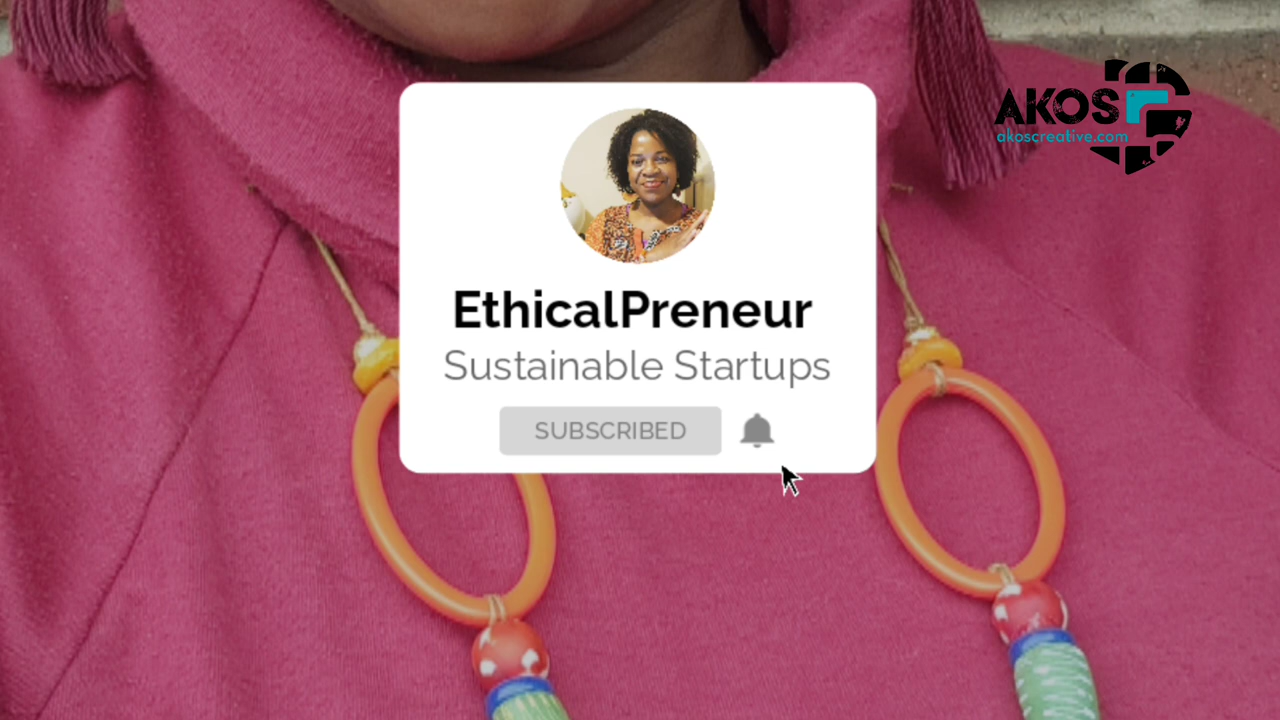 AKOS
akoscreative.com
EthicalPreneur
Sustainable Startups
SUBSCRIBED